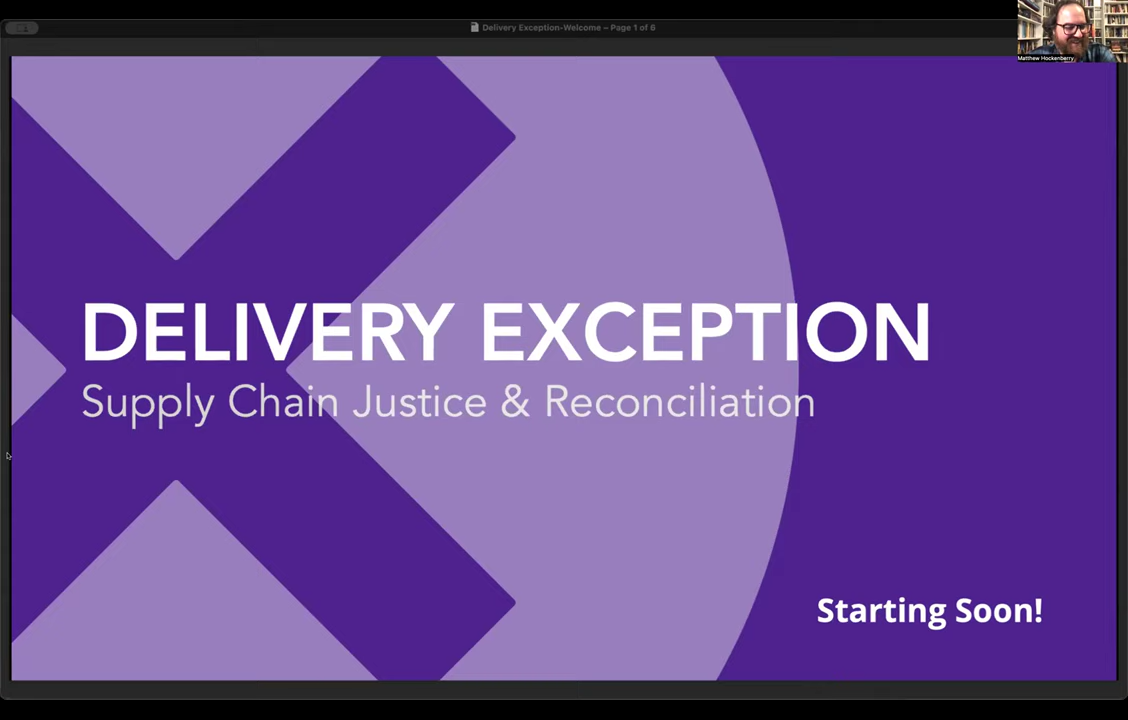 Delivery Exception-Welcome – Page 1 of 6
Matthew Hockenberry
DELIVERY EXCEPTION
Supply Chain Justice & Reconciliation
Starting Soon!